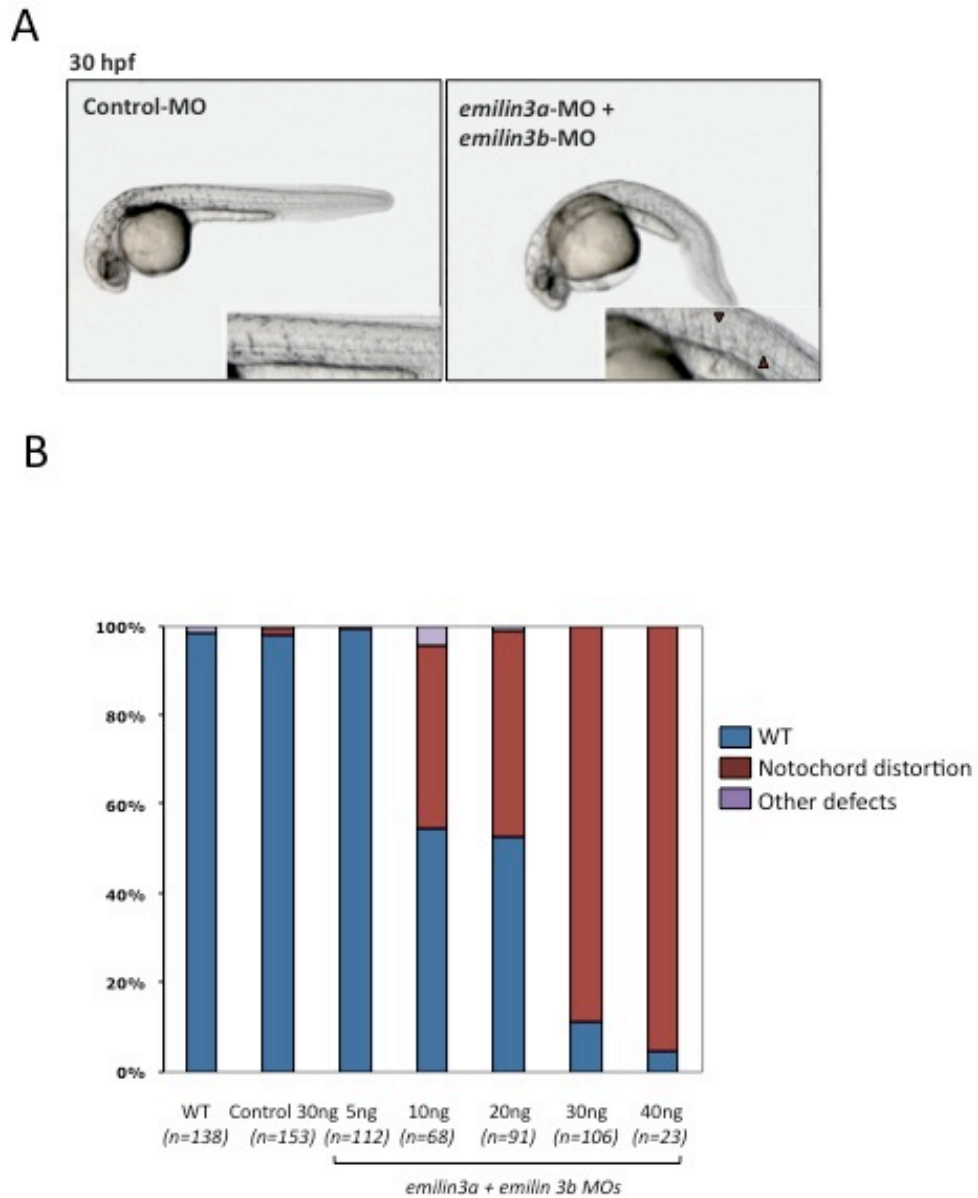 A
30 hpf
Control-MO
emilin3a-MO +
emilin3b-MO
B
100%
80%
60%
40%
20%
0%
WT
Notochord distortion
Other defects
WT Control 30ng 5ng 10ng 20ng 30ng 40ng
(n=138) (n=153) (n=112) (n=68) (n=91) (n=106) (n=23)
emilin3a + emilin 3b MOs